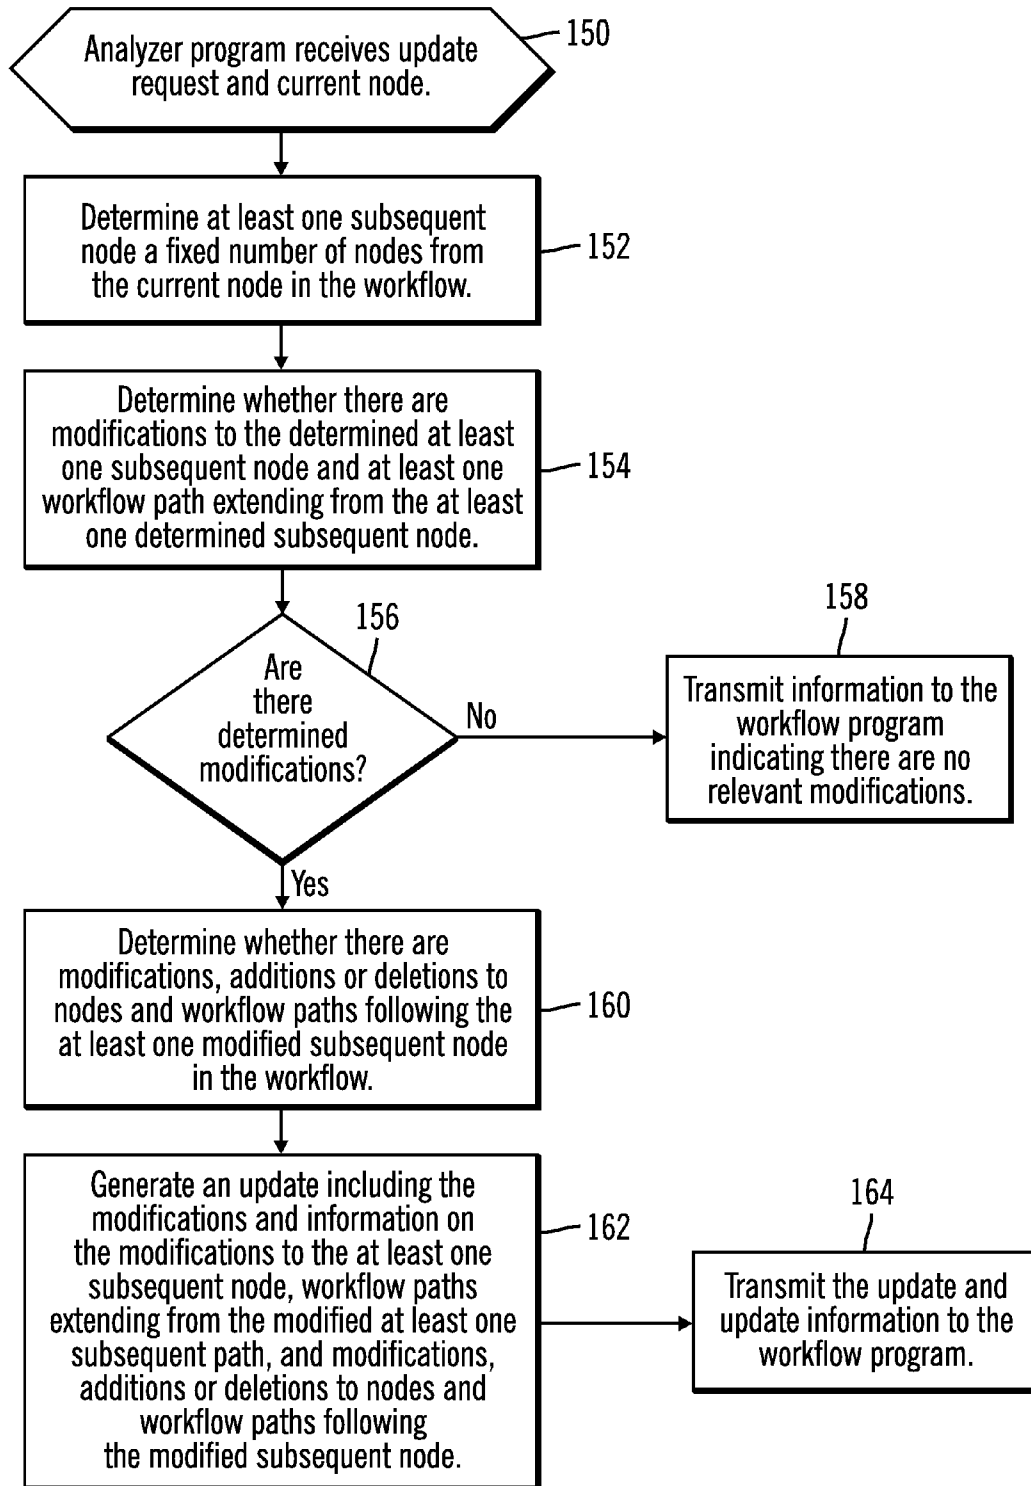 Analyzer program receives update
request and current node.
150
Determine at least one subsequent
node a fixed number of nodes from
the current node in the workflow.
152
Determine whether there are
modifications to the determined at least
one subsequent node and at least one
workflow path extending from the at least
one determined subsequent node.
154
156
Are
there
determined
modifications?
No
158
Transmit information to the
workflow program
indicating there are no
relevant modifications.
Yes
Determine whether there are
modifications, additions or deletions to
nodes and workflow paths following the
at least one modified subsequent node
in the workflow.
160
Generate an update including the
modifications and information on
the modifications to the at least one
subsequent node, workflow paths
extending from the modified at least one
subsequent path, and modifications,
additions or deletions to nodes and
workflow paths following
the modified subsequent node.
162
164
Transmit the update and
update information to the
workflow program.